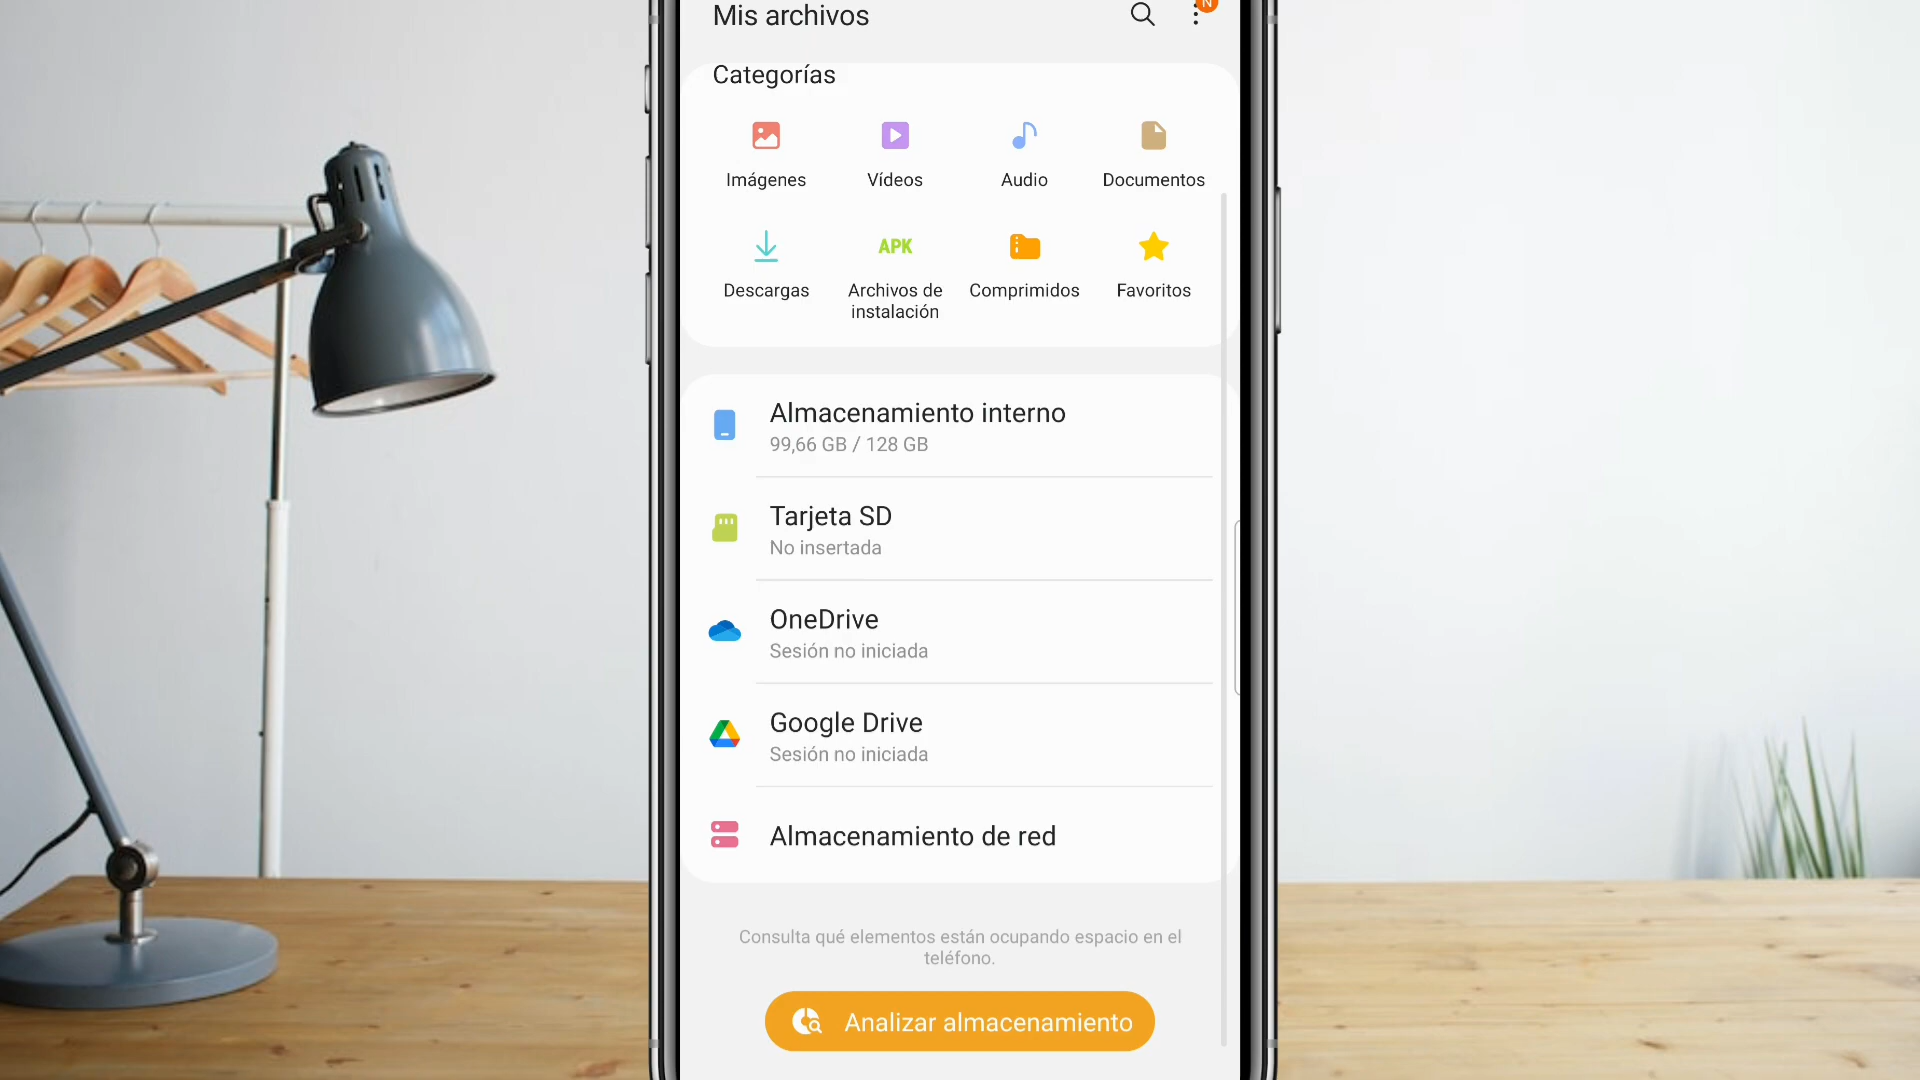 Mis archivos
N
Categorías
Imágenes
Vídeos
Audio
Documentos
APK
Descargas
Archivos de
instalación
Comprimidos
Favoritos
Almacenamiento interno
99,66 GB / 128 GB
Tarjeta SD
No insertada
OneDrive
Sesión no iniciada
Google Drive
Sesión no iniciada
Almacenamiento de red
Consulta qué elementos están ocupando espacio en el
teléfono.
Analizar almacenamiento